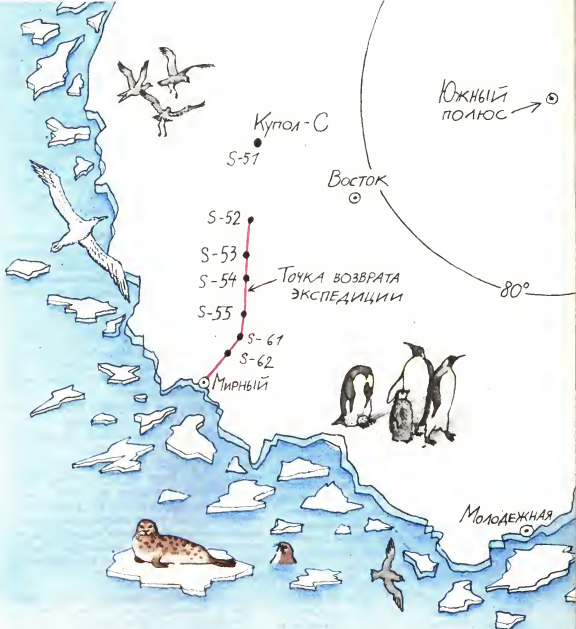 Южный
полюс
Купол-С
S-51
Восток
S-52
S-53
S-54
Точка возврата
экспедиции
80°
S-55
S-61
S-62
Мирный
Молодежная